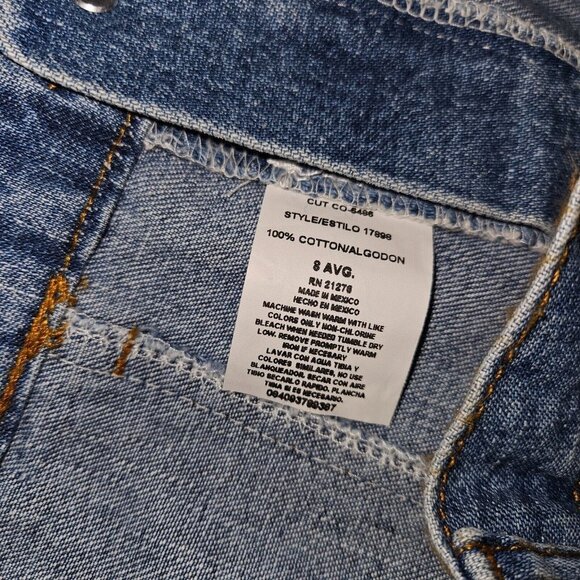 CUT CO-6486
STYLE/ESTILO 17898
100% COTTON/ALGODON
8 AVG.
RN 21276
MADE IN MEXICO
HECHO EN MEXICO
MACHINE WASH WARM WITH LIKE
COLORS ONLY NON-CHLORINE
BLEACH WHEN NEEDED TUMBLE DRY
LOW. REMOVE PROMPTLY WARM
IRON IF NECESSARY
LAVAR CON AGUA TIBIA Y
COLORES SIMILARES, NO USE
BLANQUEADOR. SECAR CON AIRE
TIBIO SECARLO RAPIDO. PLANCHA
TIBIA SI ES NECESARIO